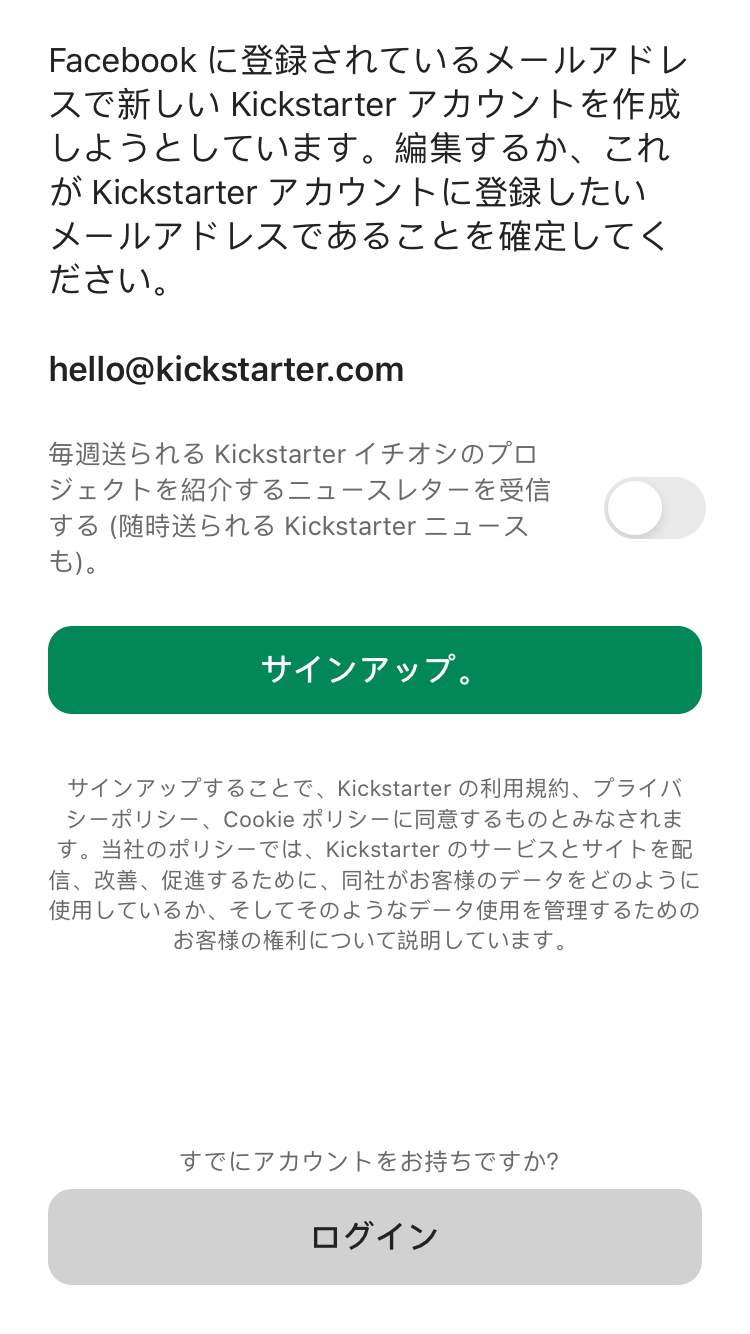 Facebook に登録されているメールアドレ
スで新しい Kickstarter アカウントを作成
しようとしています。編集するか、これ
が Kickstarter アカウントに登録したい
メールアドレスであることを確定してく
ださい。
hello@kickstarter.com
毎週送られる Kickstarter イチオシのプロ
ジェクトを紹介するニュースレターを受信
する (随時送られる Kickstarter ニュース
も)。
サインアップ。
サインアップすることで、Kickstarter の利用規約、プライバ
シーポリシー、Cookie ポリシーに同意するものとみなされま
す。当社のポリシーでは、Kickstarter のサービスとサイトを配
信、改善、促進するために、同社がお客様のデータをどのように
使用しているか、そしてそのようなデータ使用を管理するための
お客様の権利について説明しています。
すでにアカウントをお持ちですか?
ログイン